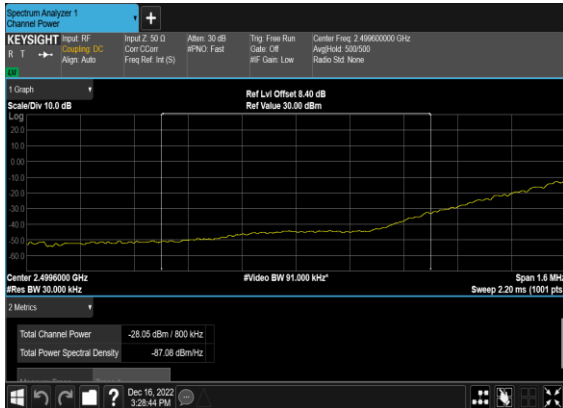 Spectrum Analyzer 1
Channel Power
KEYSIGHT
R T
LXI
Input: RF
Coupling: DC
Align: Auto
Input Z: 50 Ω
Corr CCorr
Freq Ref: Int (S)
Atten: 30 dB
#PNO: Fast
Trig: Free Run
Gate: Off
#IF Gain: Low
Center Freq: 2.499600000 GHz
Avg|Hold: 500/500
Radio Std: None
1 Graph
Scale/Div 10.0 dB
Ref Lvl Offset 8.40 dB
Ref Value 30.00 dBm
Log
20.0
10.0
0.00
-10.0
-20.0
-30.0
-40.0
-50.0
-60.0
Center 2.4996000 GHz
#Res BW 30.000 kHz
#Video BW 91.000 kHz*
Span 1.6 MHz
Sweep 2.20 ms (1001 pts
2 Metrics
Total Channel Power -28.05 dBm / 800 kHz
Total Power Spectral Density -87.08 dBm/Hz
Dec 16, 2022
3:28:44 PM